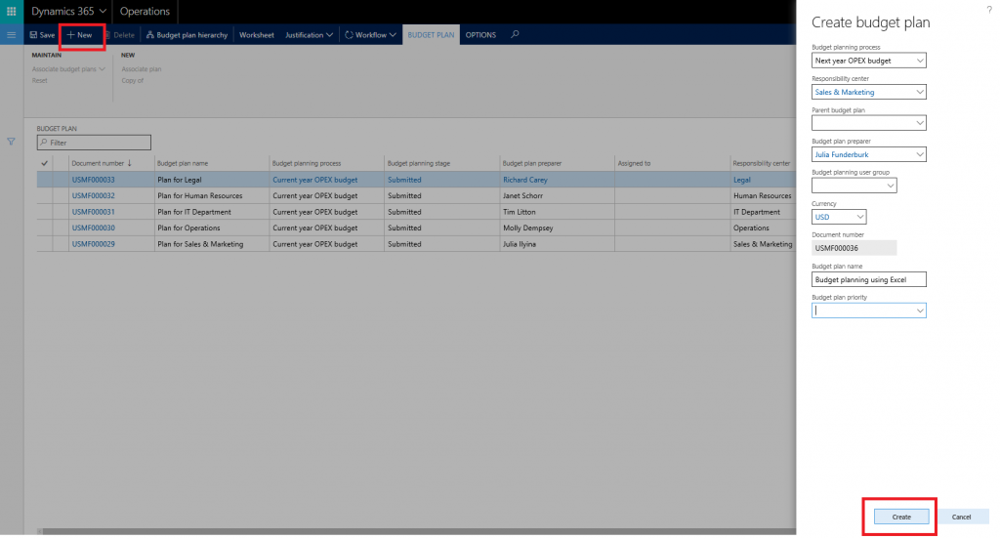 Dynamics 365 Operations
Save New Delete Budget plan hierarchy Worksheet Justification Workflow BUDGET PLAN OPTIONS
MAINTAIN NEW
Associate budget plans Associate plan
Reset Copy of
BUDGET PLAN
Filter
Document number Budget plan name Budget planning process Budget planning stage Budget plan preparer Assigned to Responsibility center
USMF000033 Plan for Legal Current year OPEX budget Submitted Richard Carey Legal
USMF000032 Plan for Human Resources Current year OPEX budget Submitted Janet Schorr Human Resources
USMF000031 Plan for IT Department Current year OPEX budget Submitted Tim Litton IT Department
USMF000030 Plan for Operations Current year OPEX budget Submitted Molly Dempsey Operations
USMF000029 Plan for Sales & Marketing Current year OPEX budget Submitted Julia Ilyina Sales & Marketing
?
Create budget plan
Budget planning process
Next year OPEX budget
Responsibility center
Sales & Marketing
Parent budget plan
Budget plan preparer
Julia Funderburk
Budget planning user group
Currency
USD
Document number
USMF000036
Budget plan name
Budget planning using Excel
Budget plan priority
Create Cancel